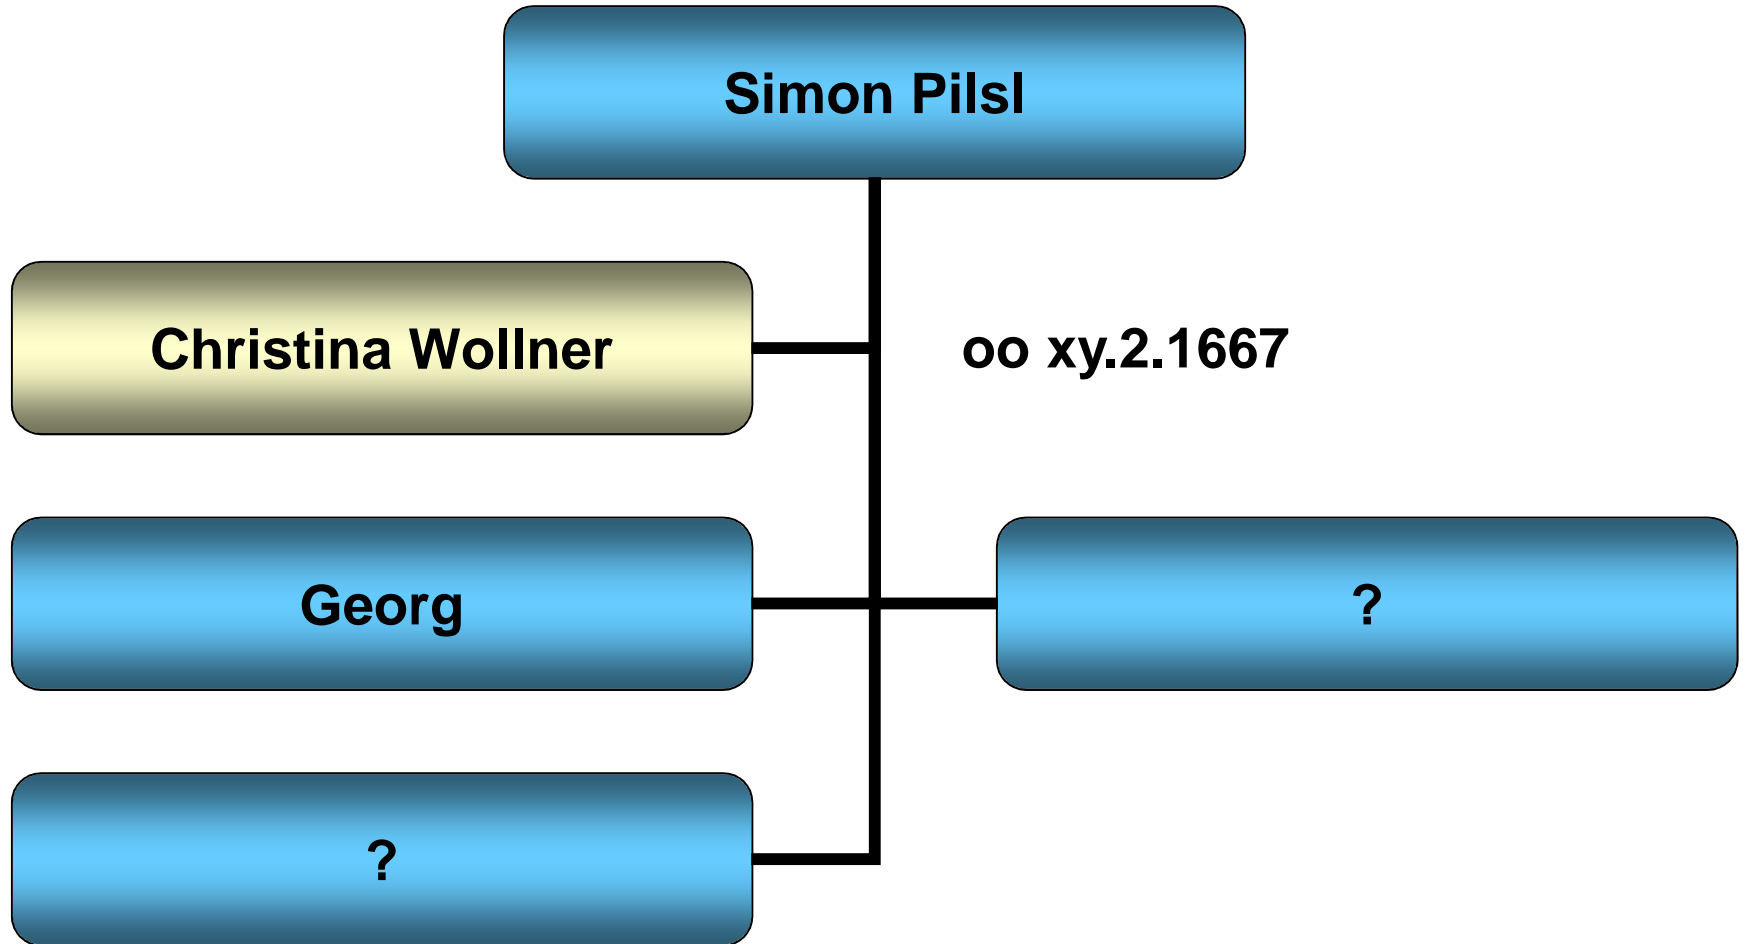 Simon Pilsl
Christina Wollner
oo xy.2.1667
Georg
?
?